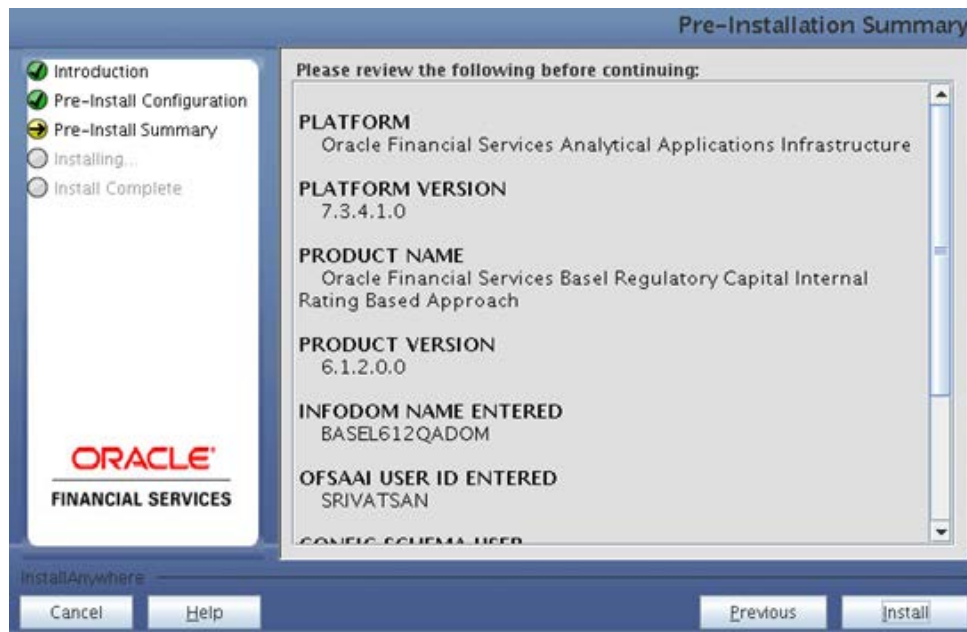 Pre-Installation Summary
Introduction
Pre-Install Configuration
Pre-Install Summary
Installing...
Install Complete
ORACLE'
FINANCIAL SERVICES
Please review the following before continuing:
PLATFORM
Oracle Financial Services Analytical Applications Infrastructure
PLATFORM VERSION
7.3.4.1.0
PRODUCT NAME
Oracle Financial Services Basel Regulatory Capital Internal
Rating Based Approach
PRODUCT VERSION
6.1.2.0.0
INFODOM NAME ENTERED
BASEL612QADOM
OFSAAI USER ID ENTERED
SRIVATSAN
CONFIG SCHEMA USER
InstallAnywhere
Cancel
Help
Previous
Install